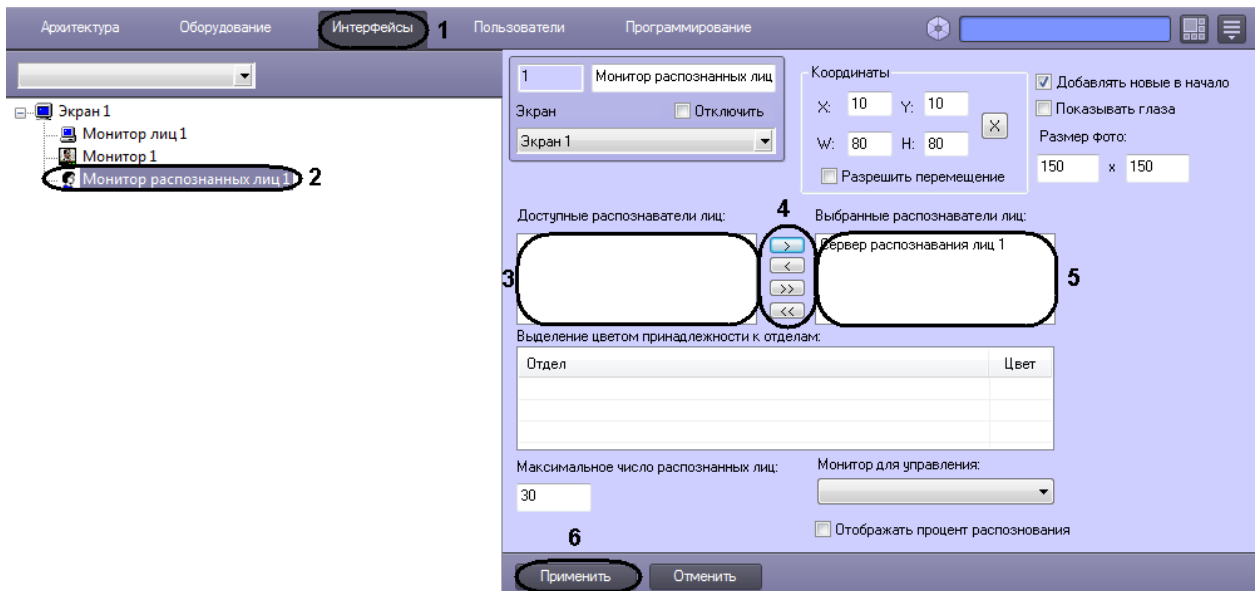 Архитектура Оборудование Интерфейсы 1 Пользователи Программирование
Экран 1
Монитор лиц 1
Монитор 1
Монитор распознанных лиц 1 2
1 Монитор распознанных лиц
Экран Отключить
Экран 1
Координаты
X: 10 Y: 10
X
W: 80 H: 80
Разрешить перемещение
Добавлять новые в начало
Показывать глаза
Размер фото:
150 x 150
Доступные распознаватели лиц: 4 Выбранные распознаватели лиц:
3
>
<
>>
<<
Сервер распознавания лиц 1
5
Выделение цветом принадлежности к отделам:
Отдел Цвет
Максимальное число распознанных лиц: Монитор для управления:
30
Отображать процент распознования
6
Применить Отменить